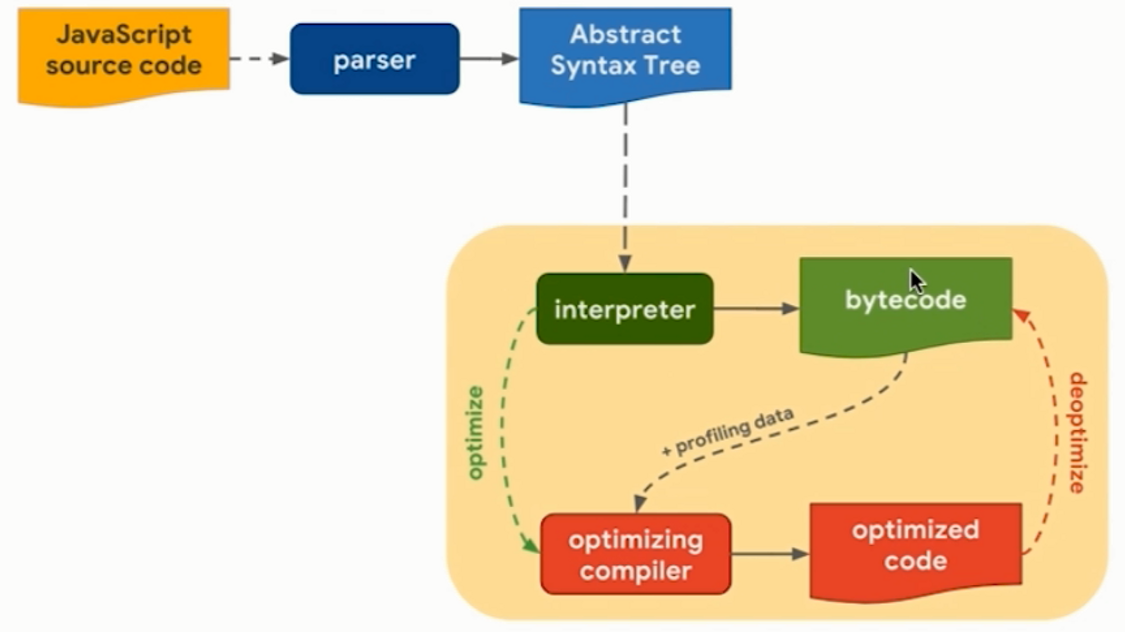 JavaScript
source code
parser
Abstract
Syntax Tree
interpreter
bytecode
optimize
+ profiling data
deoptimize
optimizing
compiler
optimized
code